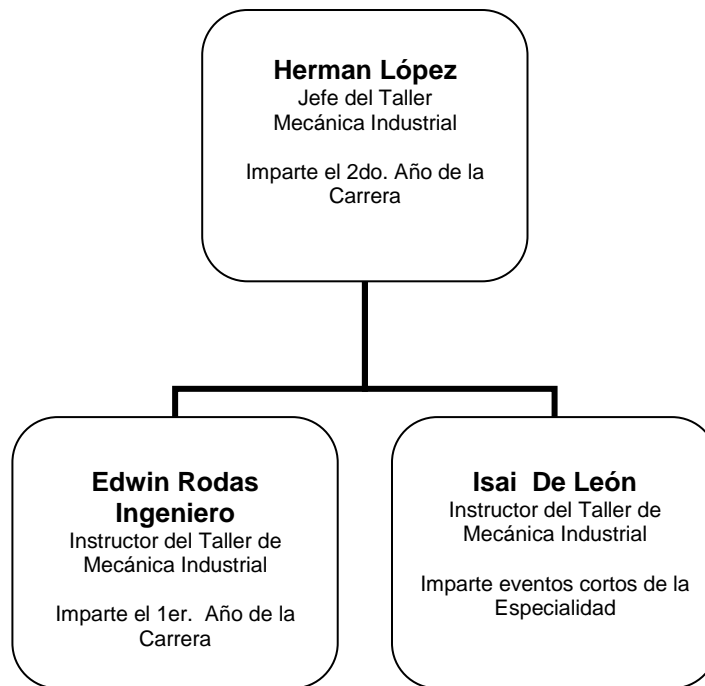 Herman López
Jefe del Taller
Mecánica Industrial
Imparte el 2do. Año de la
Carrera
Edwin Rodas
Ingeniero
Instructor del Taller de
Mecánica Industrial
Imparte el 1er.  Año de la
Carrera
Isai  De León
Instructor del Taller de
Mecánica Industrial
Imparte eventos cortos de la
Especialidad